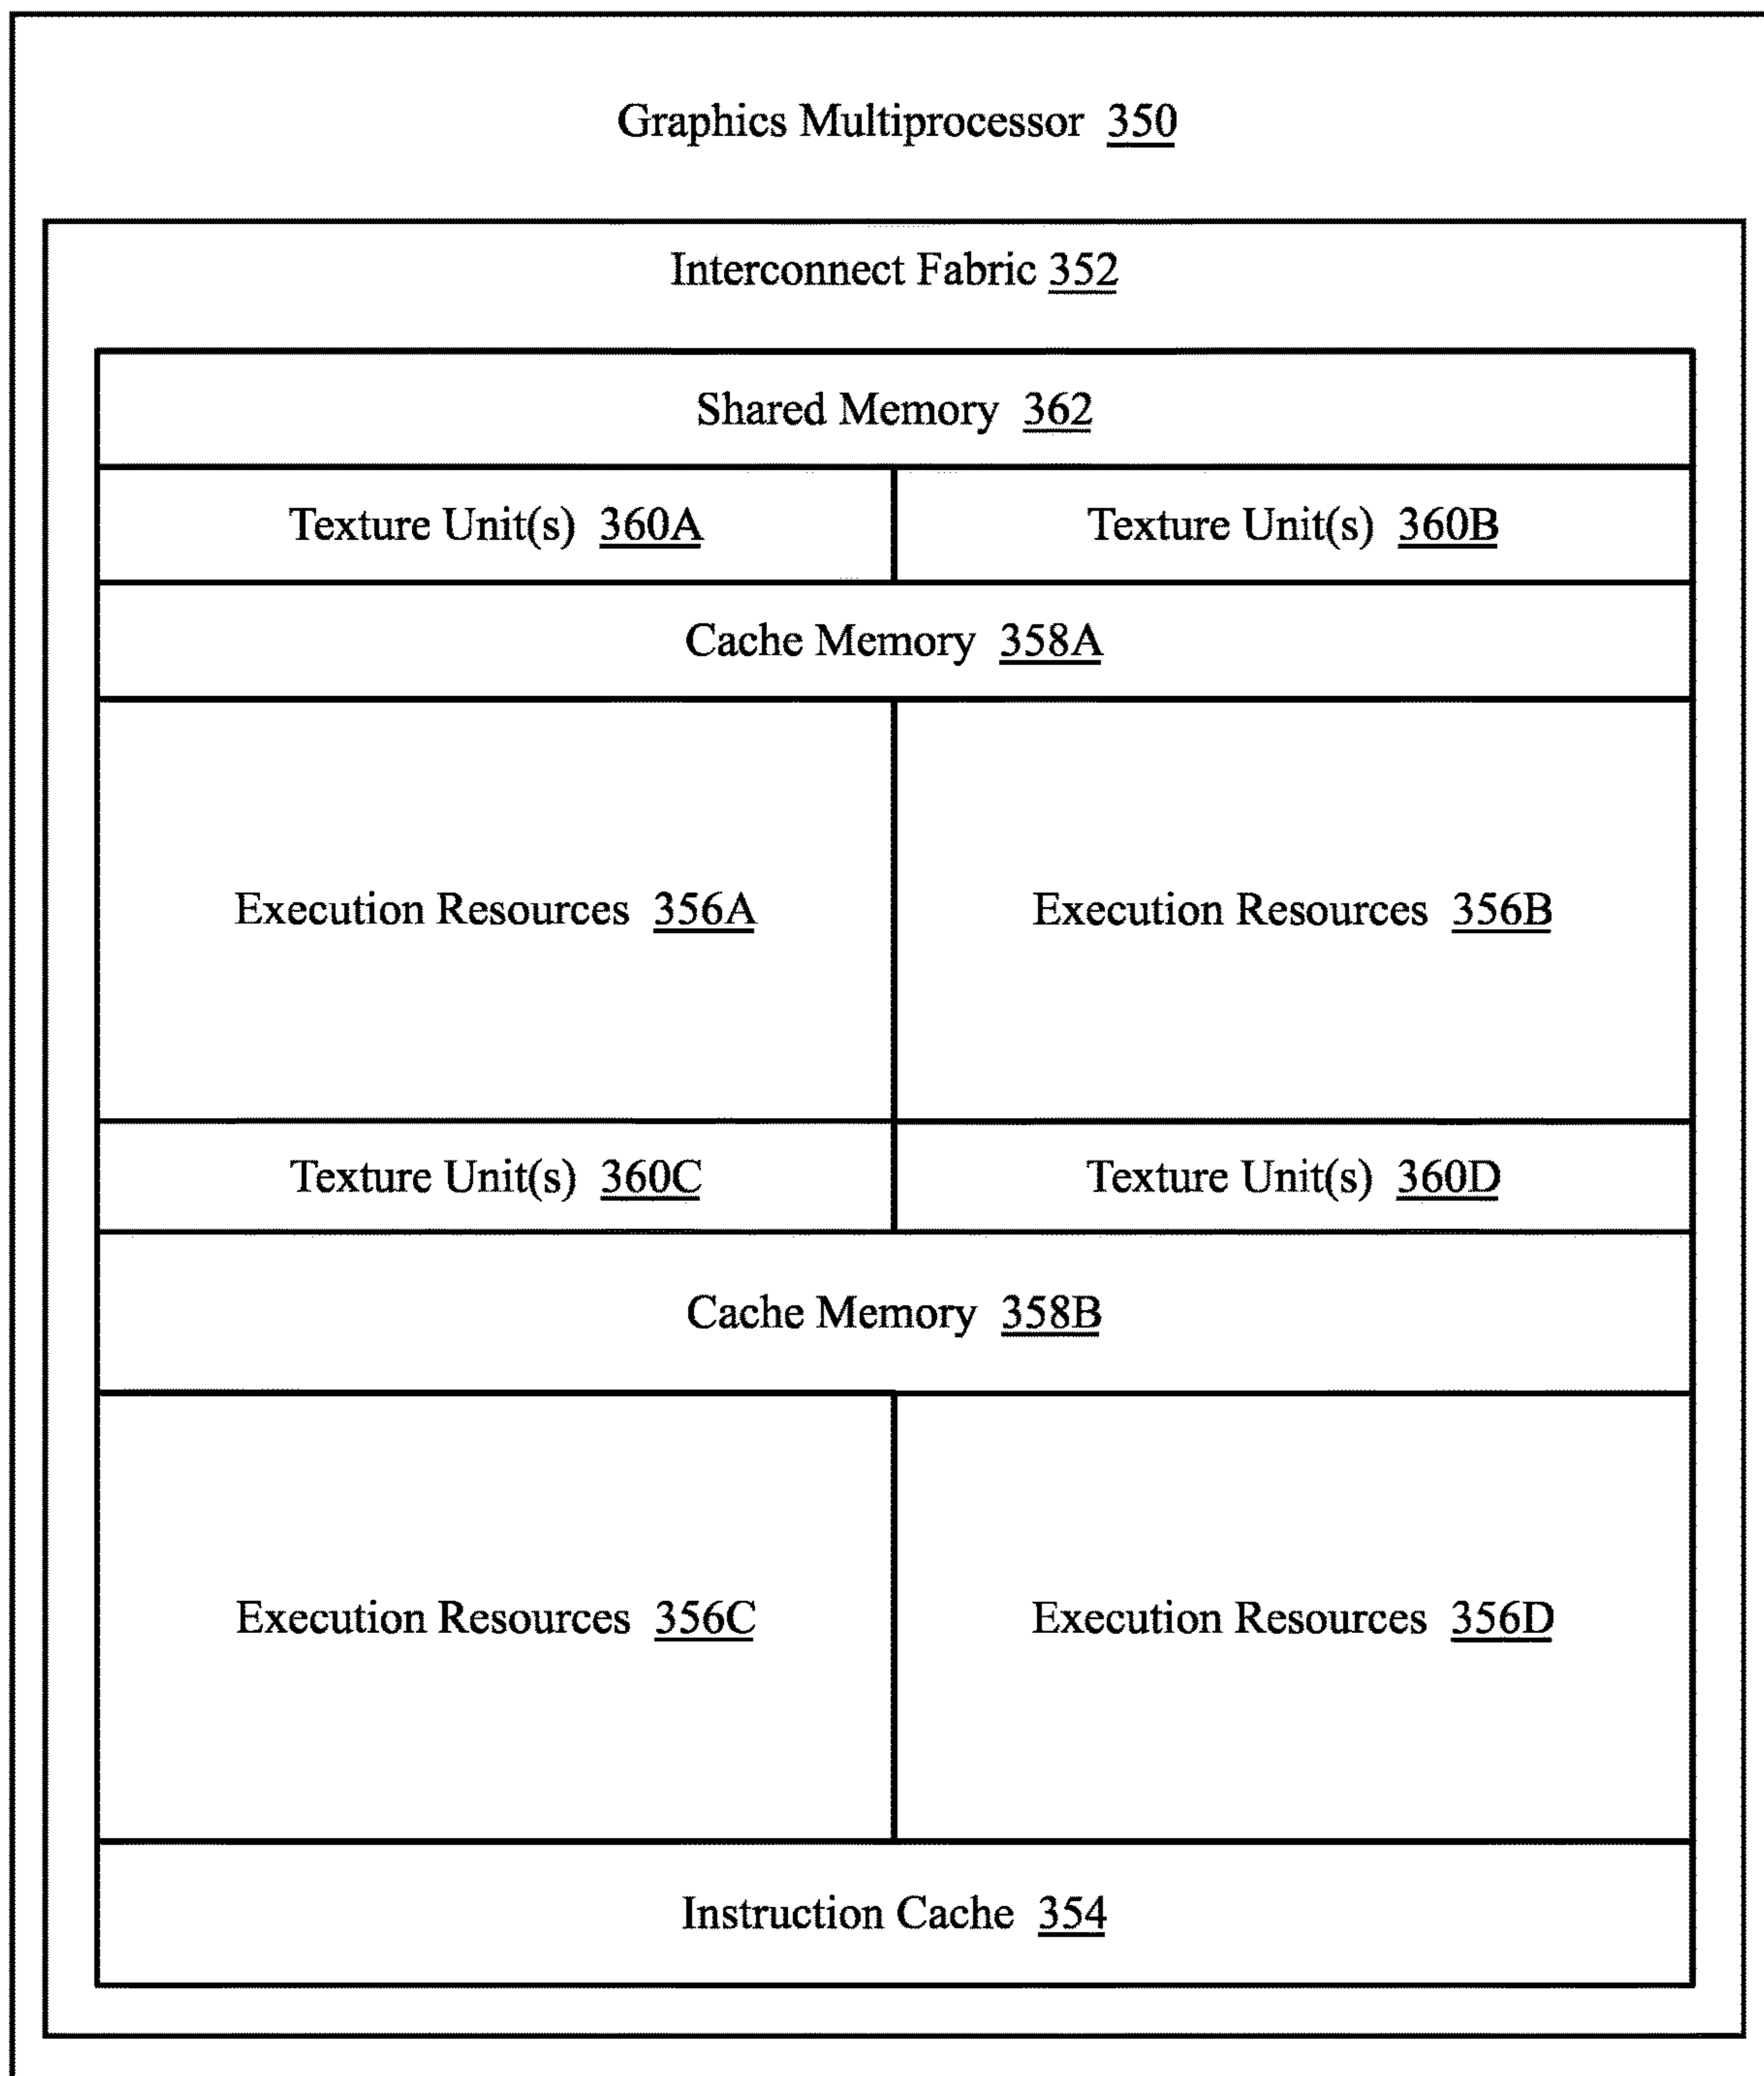 Graphics Multiprocessor 350
Interconnect Fabric 352
Shared Memory 362
Texture Unit(s) 360A
Texture Unit(s) 360B
Cache Memory 358A
Execution Resources 356A
Execution Resources 356B
Texture Unit(s) 360C
Texture Unit(s) 360D
Cache Memory 358B
Execution Resources 356C
Execution Resources 356D
Instruction Cache 354